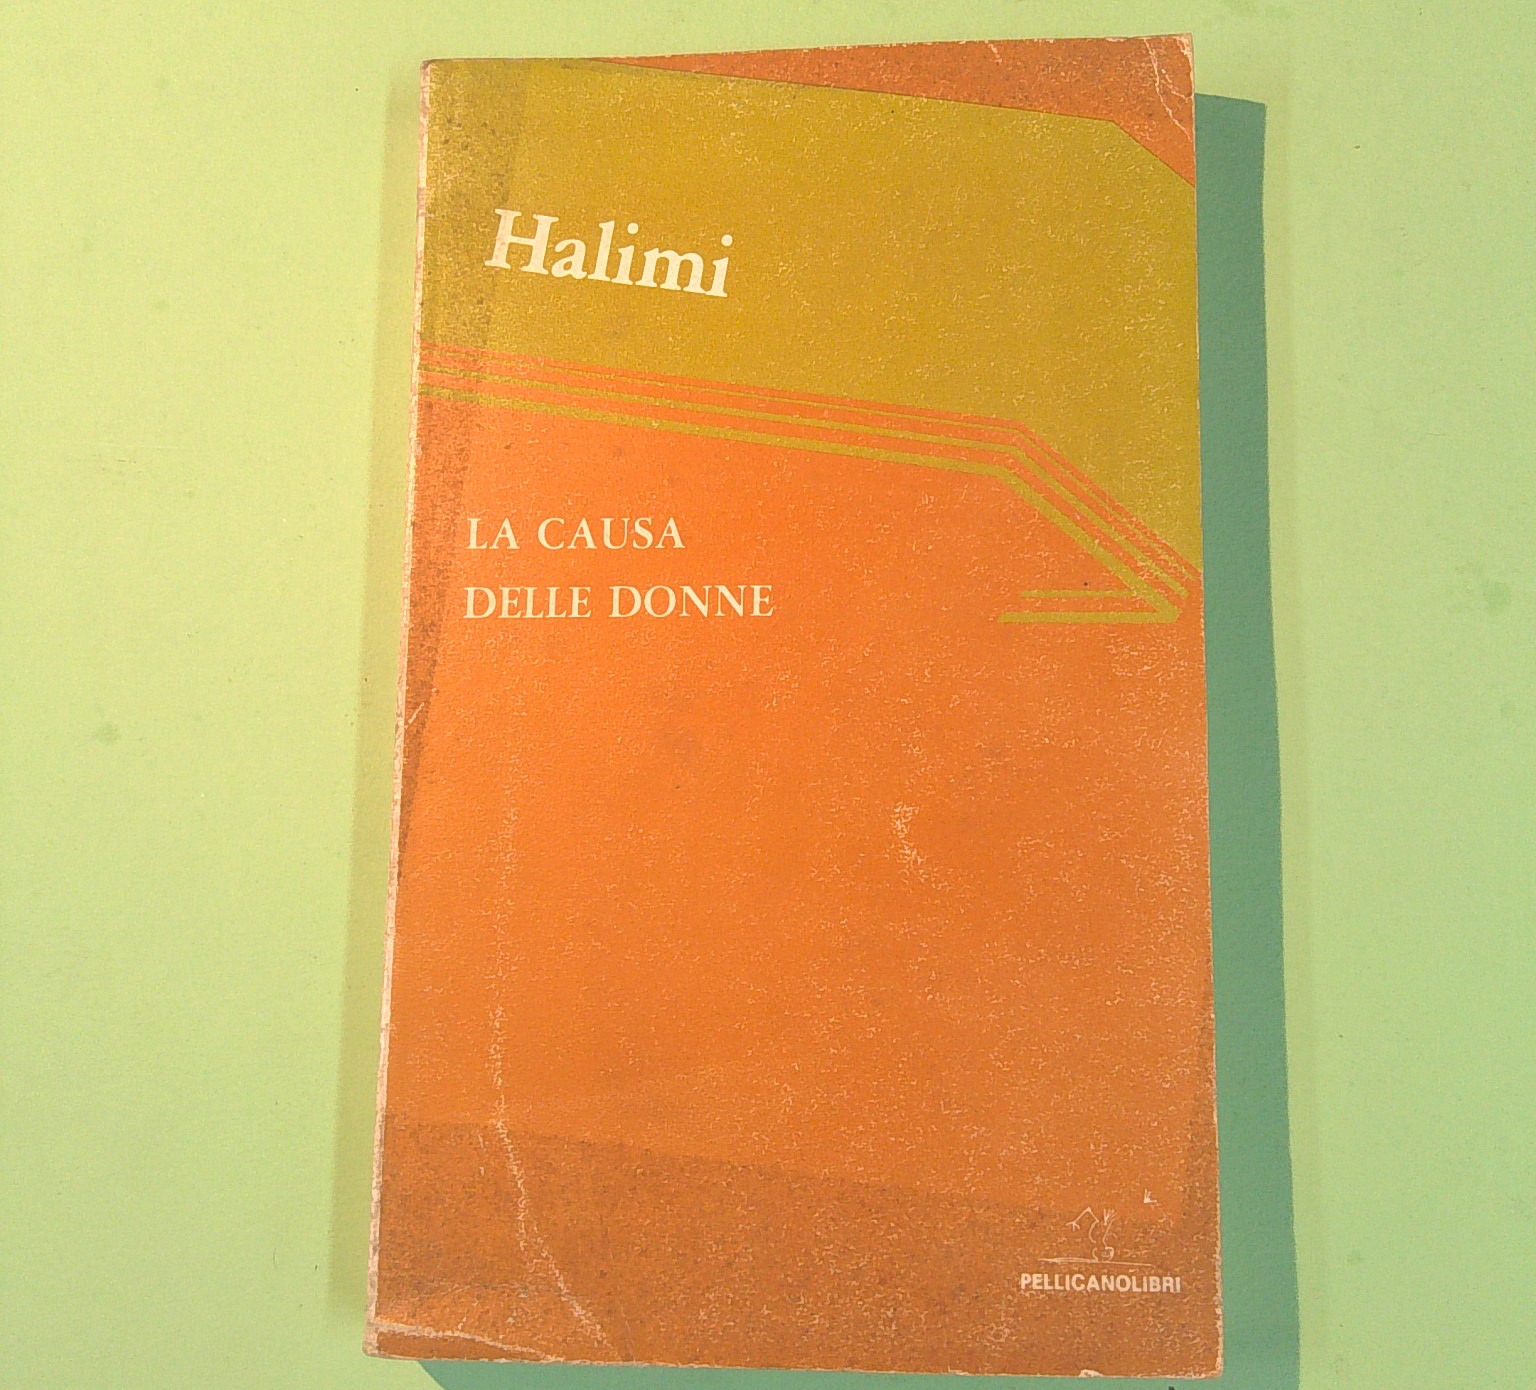 Halimi
LA CAUSA
DELLE DONNE
PELLICANOLIBRI